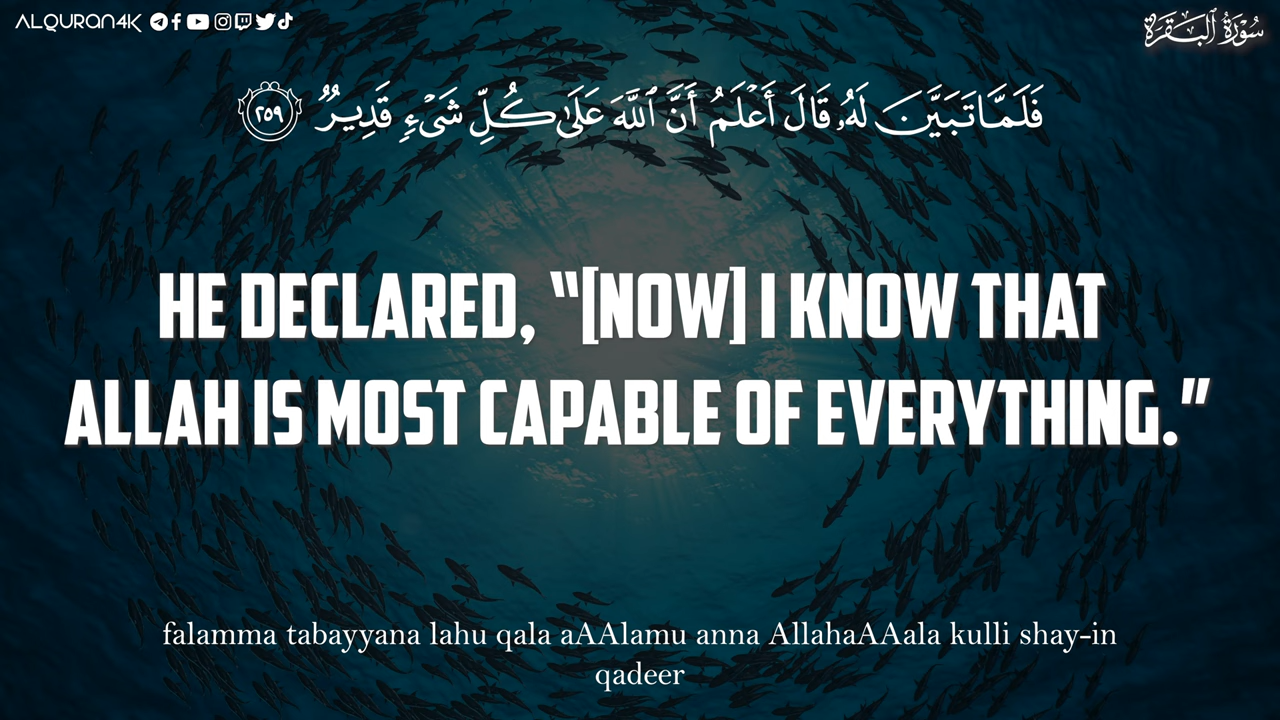 ALQURAN4K
سُورَةُ ٱلْبَقَرَةِ
فَلَمَّا تَبَيَّنَ لَهُۥ قَالَ أَعْلَمُ أَنَّ ٱللَّهَ عَلَىٰ كُلِّ شَىْءٍ قَدِيرٌ ٢٥٩
HE DECLARED, “[NOW] I KNOW THAT
ALLAH IS MOST CAPABLE OF EVERYTHING.”
falamma tabayyana lahu qala aAAlamu anna AllahaAAala kulli shay-in
qadeer